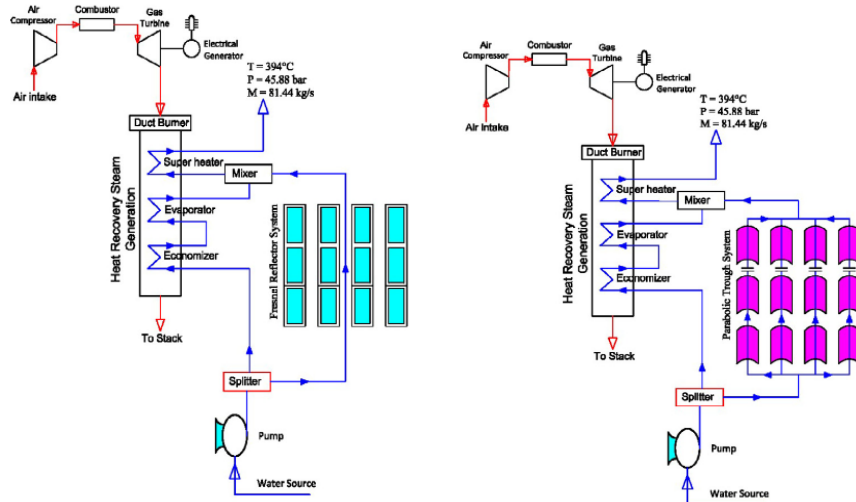 Air
Compressor
Combustor
Gas
Turbine
Electrical
Generator
Air intake
T = 394°C
P = 45.88 bar
M = 81.44 kg/s
Duct Burner
Super heater
Mixer
Evaporator
Economizer
Heat Recovery Steam
Generation
Fresnel Reflector System
To Stack
Splitter
Pump
Water Source
Air
Compressor
Combustor
Gas
Turbine
Electrical
Generator
Air Intake
T = 394°C
P = 45.88 bar
M = 81.44 kg/s
Duct Burner
Super heater
Mixer
Evaporator
Economizer
Heat Recovery Steam
Generation
Parabolic Trough System
To Stack
Splitter
Pump
Water Source